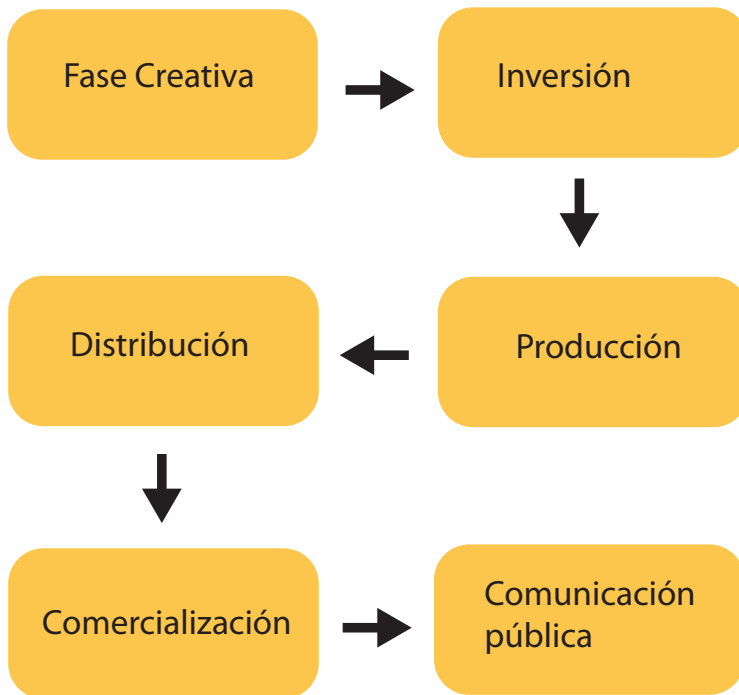 Fase Creativa
Inversión
Distribución
Producción
Comercialización
Comunicación
pública